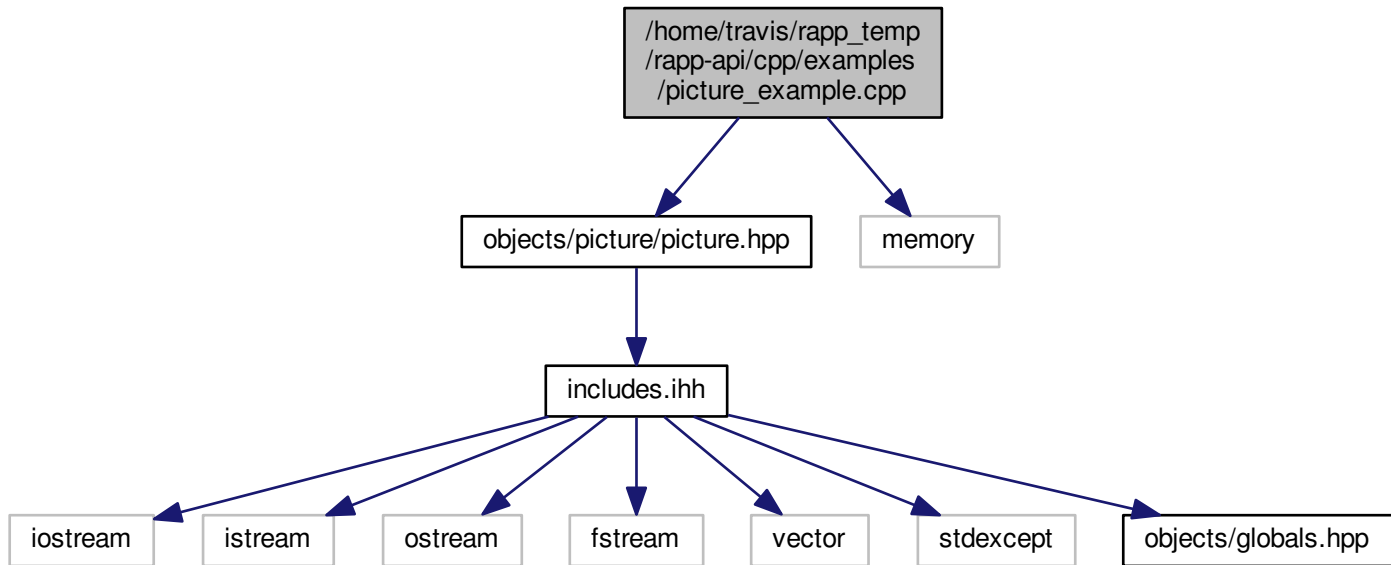 /home/travis/rapp_temp
/rapp-api/cpp/examples
/picture_example.cpp
objects/picture/picture.hpp
memory
includes.ihh
iostream
istream
ostream
fstream
vector
stdexcept
objects/globals.hpp